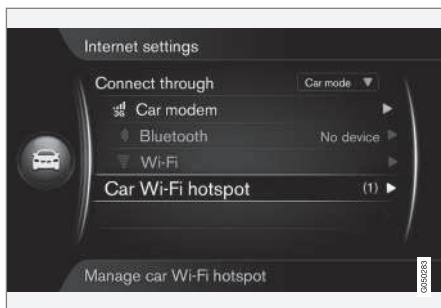 Internet settings
Connect through Car mode
3G Car modem
Bluetooth No device
Wi-Fi
Car Wi-Fi hotspot (1)
Manage car Wi-Fi hotspot
G050283